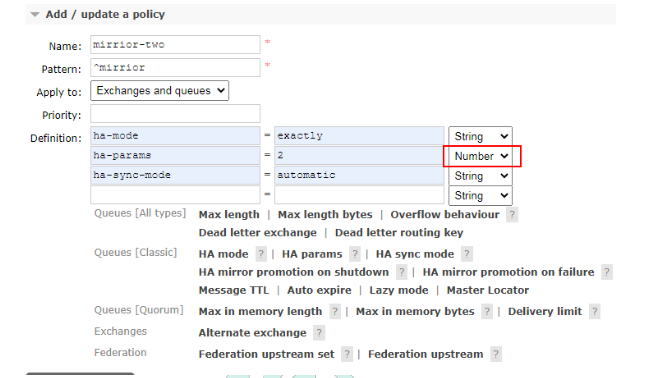 Add / update a policy
Name: mirrior-two *
Pattern: ^mirrior *
Apply to: Exchanges and queues
Priority:
Definition: ha-mode = exactly String
ha-params = 2 Number
ha-sync-mode = automatic String
= String
Queues [All types] Max length | Max length bytes | Overflow behaviour ?
Dead letter exchange | Dead letter routing key
Queues [Classic] HA mode ? | HA params ? | HA sync mode ?
HA mirror promotion on shutdown ? | HA mirror promotion on failure ?
Message TTL | Auto expire | Lazy mode | Master Locator
Queues [Quorum] Max in memory length ? | Max in memory bytes ? | Delivery limit ?
Exchanges Alternate exchange ?
Federation Federation upstream set ? | Federation upstream ?